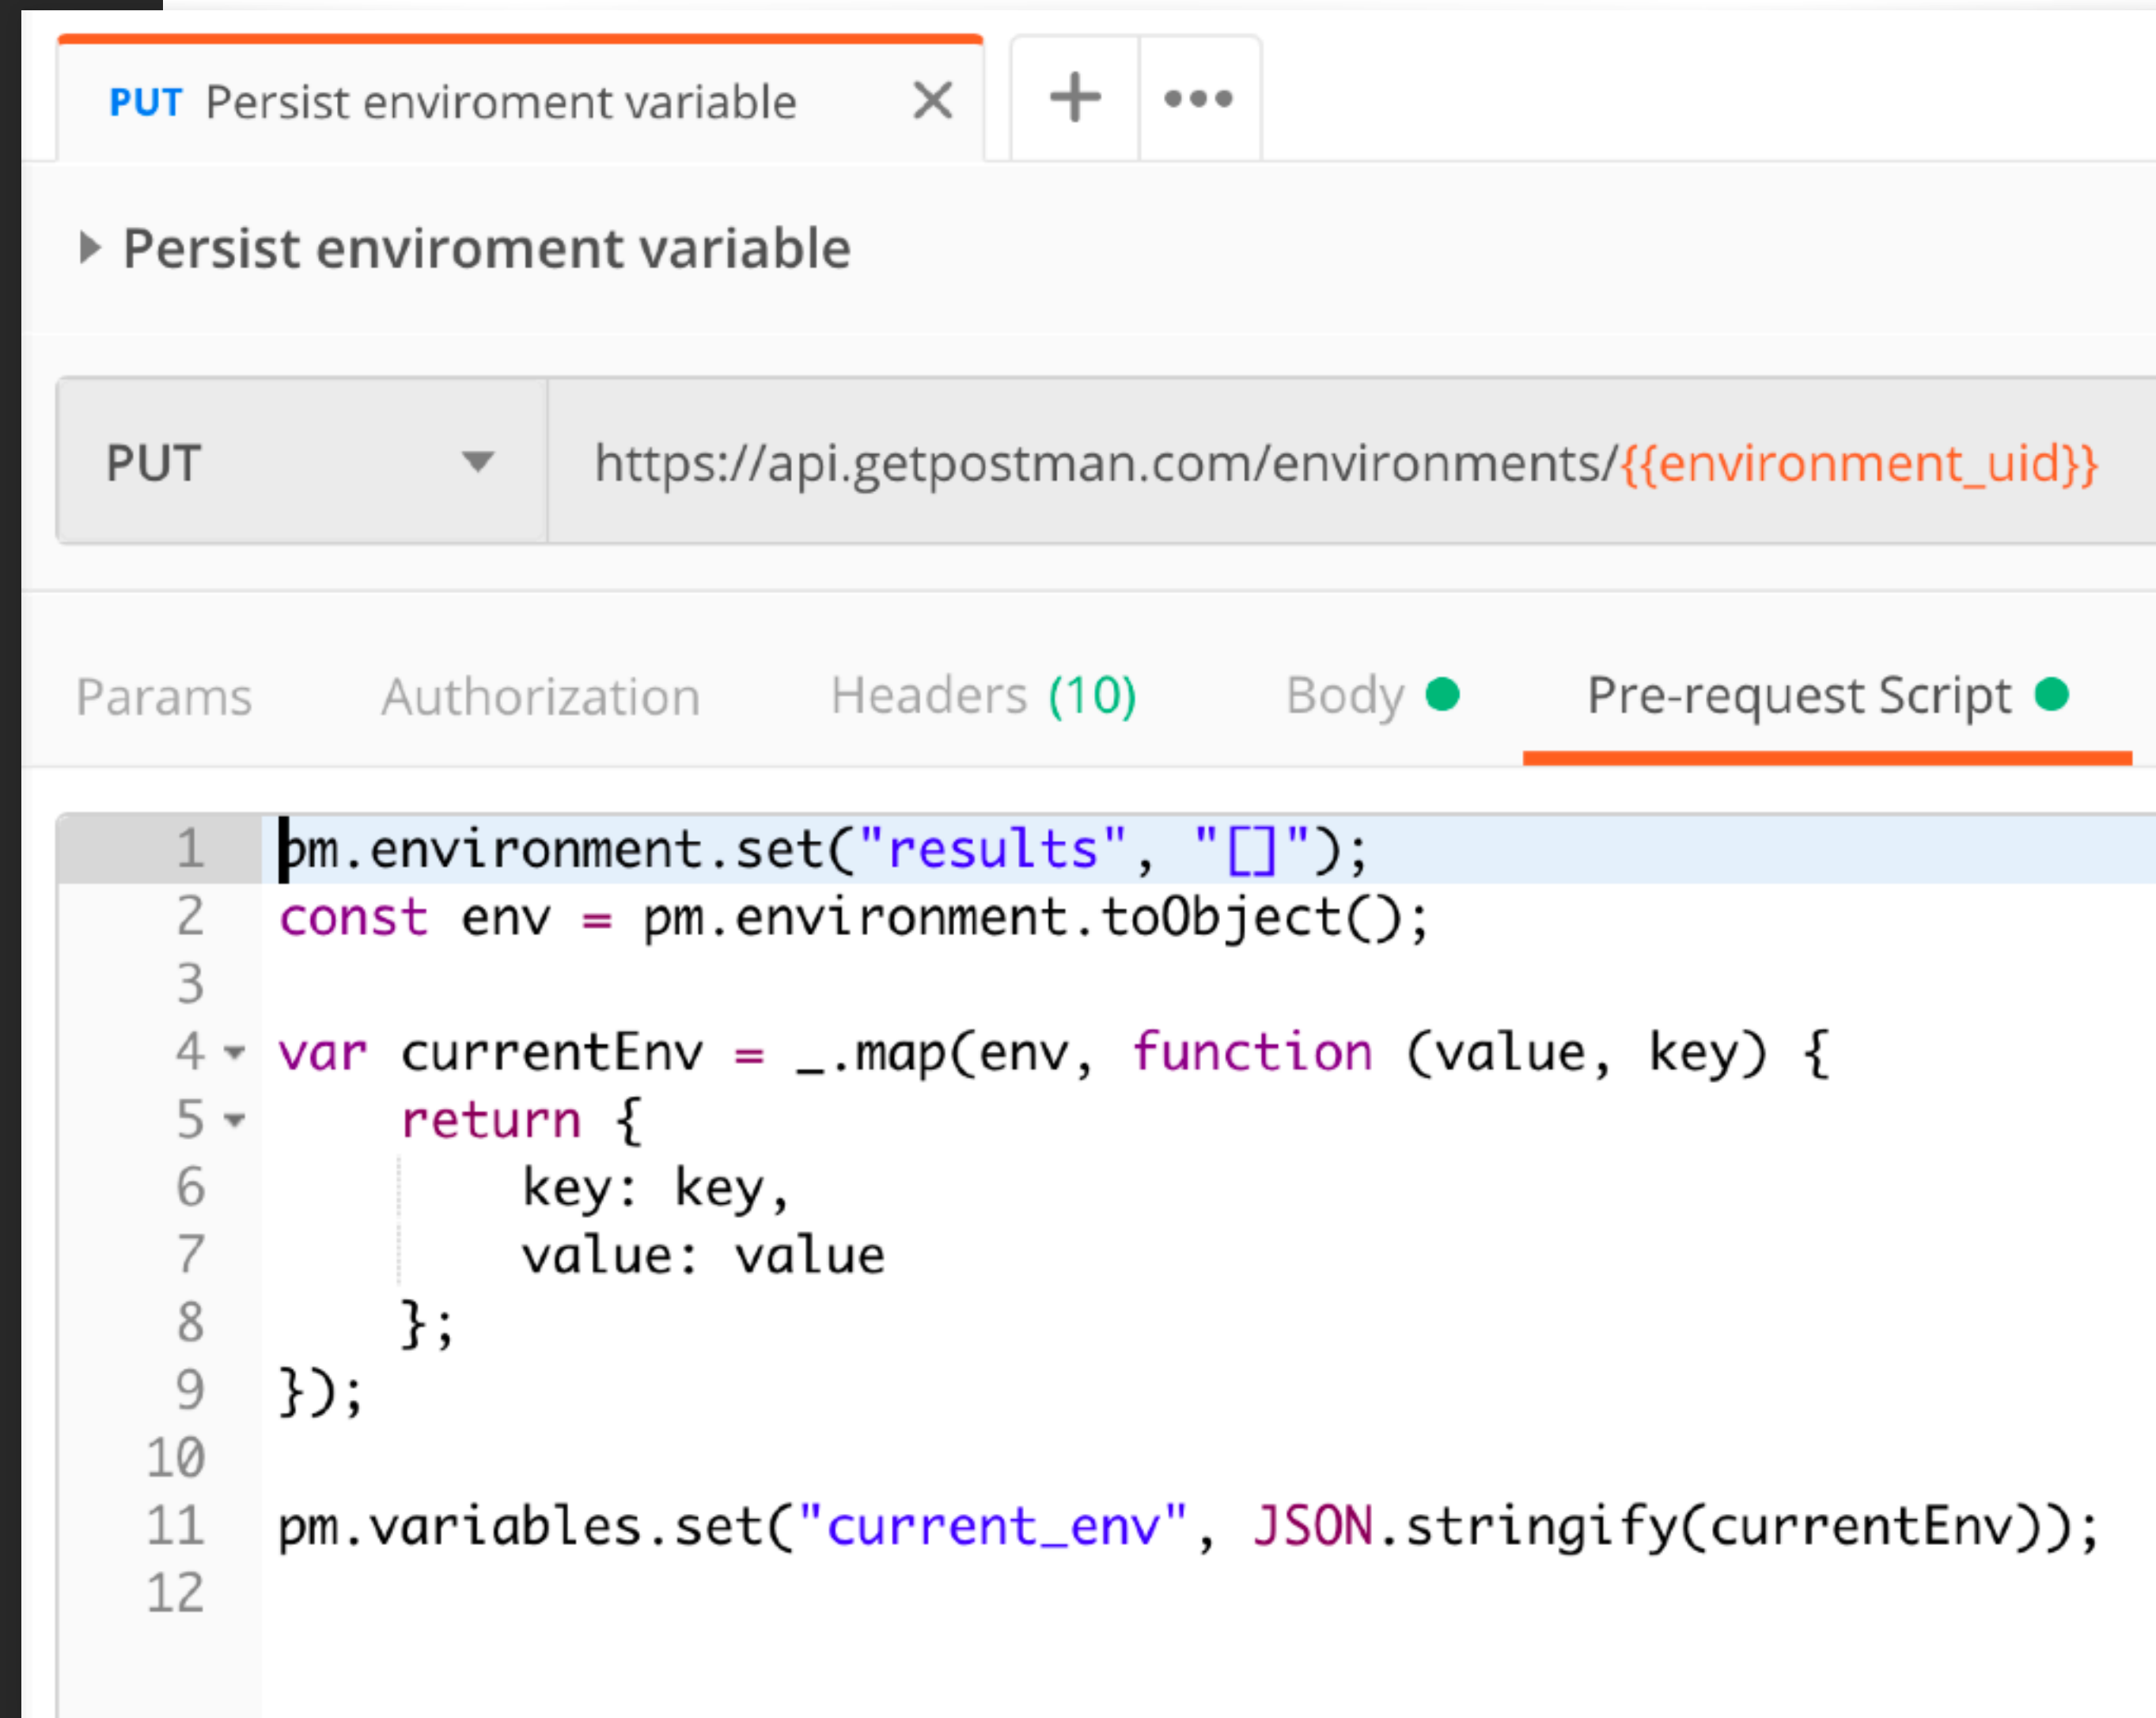 PUT Persist enviroment variable
Persist enviroment variable
PUT https://api.getpostman.com/environments/{{environment_uid}}
Params Authorization Headers (10) Body Pre-request Script
1 pm.environment.set("results", "[]");
2 const env = pm.environment.toObject();
3
4 var currentEnv = _.map(env, function (value, key) {
5     return {
6         key: key,
7         value: value
8     };
9 });
10
11 pm.variables.set("current_env", JSON.stringify(currentEnv));
12